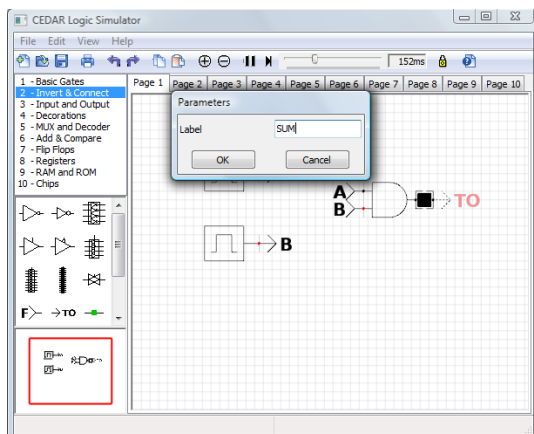 CEDAR Logic Simulator
File Edit View Help
152ms
1 - Basic Gates
2 - Invert & Connect
3 - Input and Output
4 - Decorations
5 - MUX and Decoder
6 - Add & Compare
7 - Flip Flops
8 - Registers
9 - RAM and ROM
10 - Chips
Page 1 Page 2 Page 3 Page 4 Page 5 Page 6 Page 7 Page 8 Page 9 Page 10
Parameters
Label SUM
OK Cancel
A
B TO
B
F TO